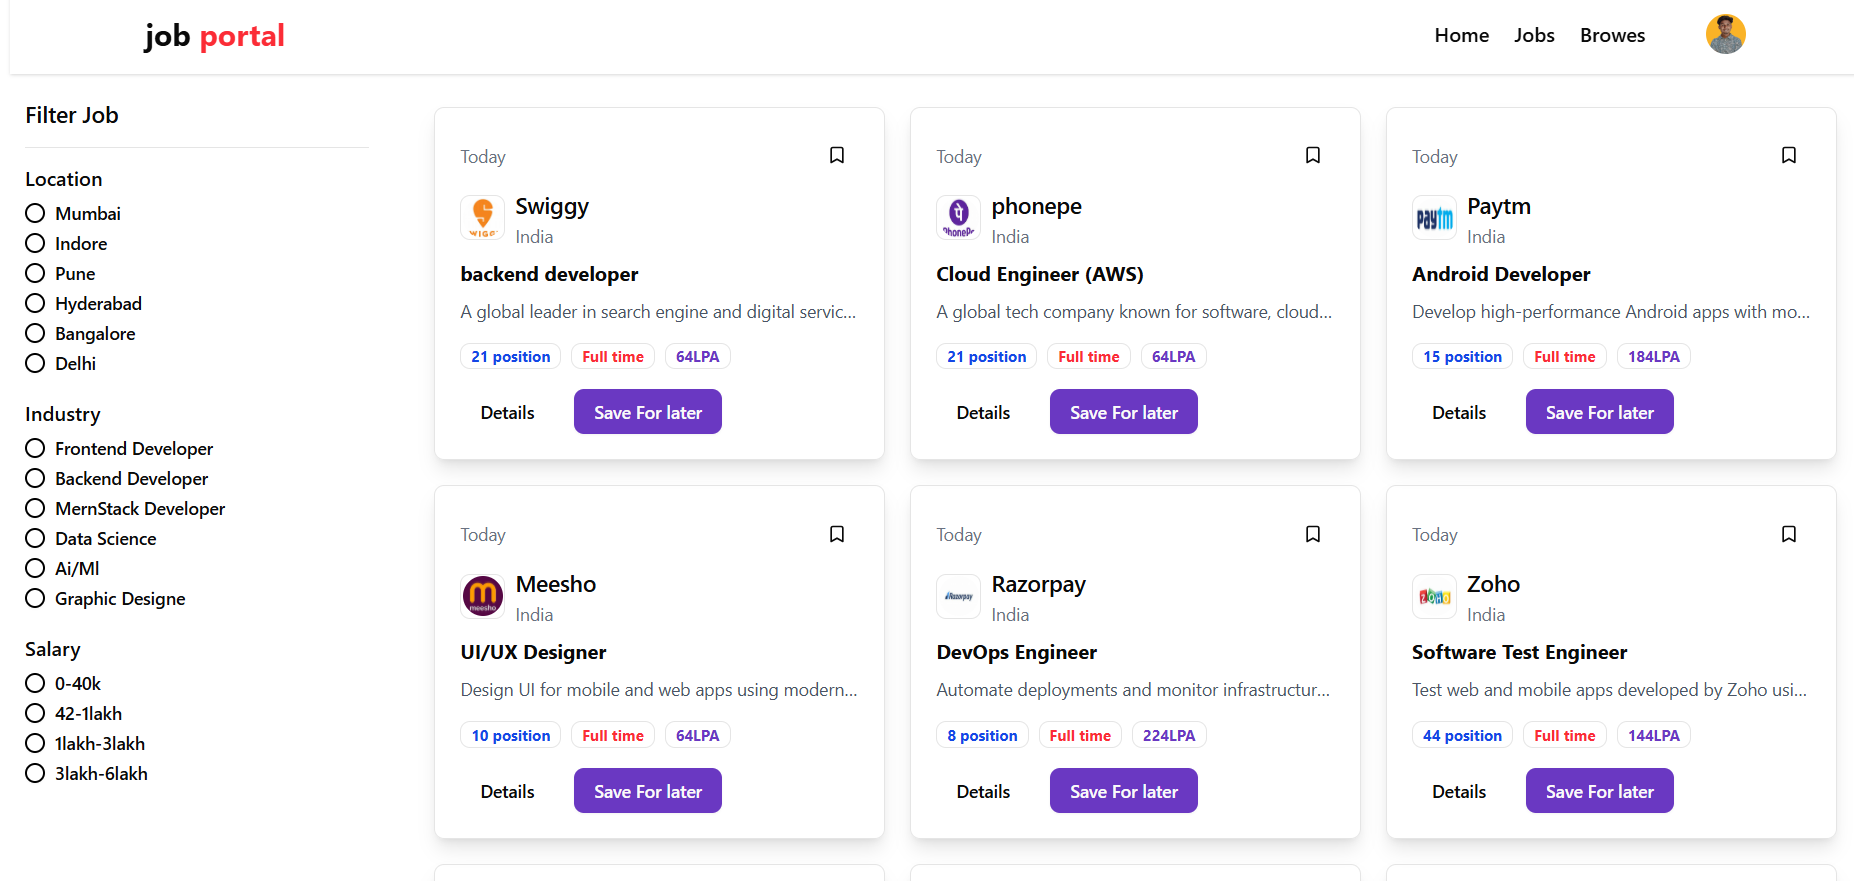 job portal
Home Jobs Browes
Filter Job
Location
Mumbai
Indore
Pune
Hyderabad
Bangalore
Delhi
Industry
Frontend Developer
Backend Developer
MernStack Developer
Data Science
Ai/Ml
Graphic Designe
Salary
0-40k
42-1lakh
1lakh-3lakh
3lakh-6lakh
Today
Swiggy
India
backend developer
A global leader in search engine and digital servic...
21 position Full time 64LPA
Details Save For later
Today
phonepe
India
Cloud Engineer (AWS)
A global tech company known for software, cloud...
21 position Full time 64LPA
Details Save For later
Today
paytm
Paytm
India
Android Developer
Develop high-performance Android apps with mo...
15 position Full time 184LPA
Details Save For later
Today
meesho
Meesho
India
UI/UX Designer
Design UI for mobile and web apps using modern...
10 position Full time 64LPA
Details Save For later
Today
Razorpay
Razorpay
India
DevOps Engineer
Automate deployments and monitor infrastructur...
8 position Full time 224LPA
Details Save For later
Today
ZOHO
Zoho
India
Software Test Engineer
Test web and mobile apps developed by Zoho usi...
44 position Full time 144LPA
Details Save For later